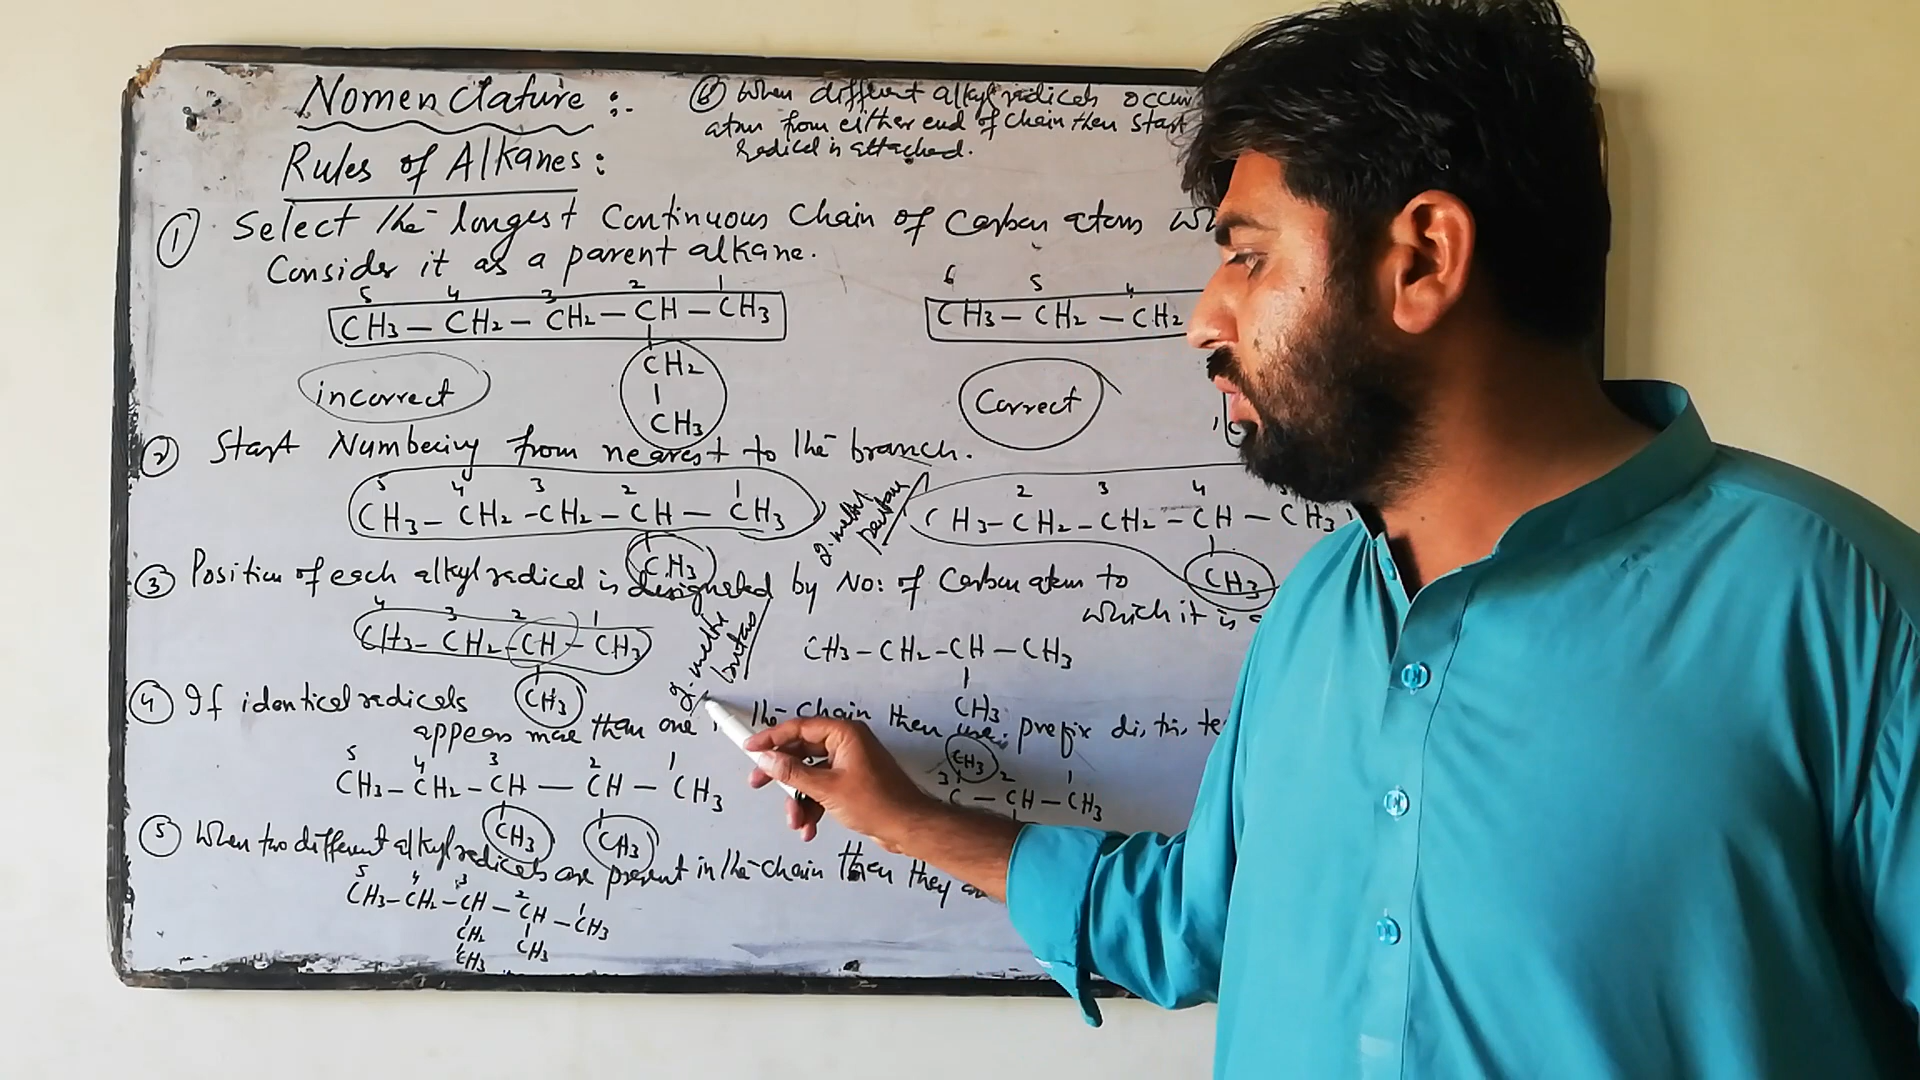 Nomenclature :.
Rules of Alkanes :
⑥ When different alkyl radicals occur
atom from either end of chain then start
radical is attached.
① Select the longest Continuous Chain of Carbon atoms
Consider it as a parent alkane.
5 4 3 2 1
CH3 — CH2 — CH2 — CH — CH3
CH2
CH3
incorrect
6 5 4
CH3 — CH2 — CH2
Correct
② Start Numbering from nearest to the branch.
5 4 3 2 1
CH3 — CH2 - CH2 - CH — CH3
CH3
2-methyl
pentane
2 3 4
CH3 - CH2 - CH2 - CH - CH3
CH3
③ Position of each alkyl radical is designated by No: of Carbon atom to
which it is
4 3 2 1
CH3 - CH2 - CH - CH3
CH3
2-methyl
butane
CH3 - CH2 - CH - CH3
CH3
④ If identical radicals
appears more than one the chain then use prefix di, tri, te
5 4 3 2 1
CH3 - CH2 - CH — CH — CH3
CH3 CH3
CH3
3 2 1
C — CH — CH3
⑤ When two different alkyl radicals are present in the chain then they
5 4 3 2 1
CH3 - CH2 - CH - CH - CH3
CH2 CH3
CH3